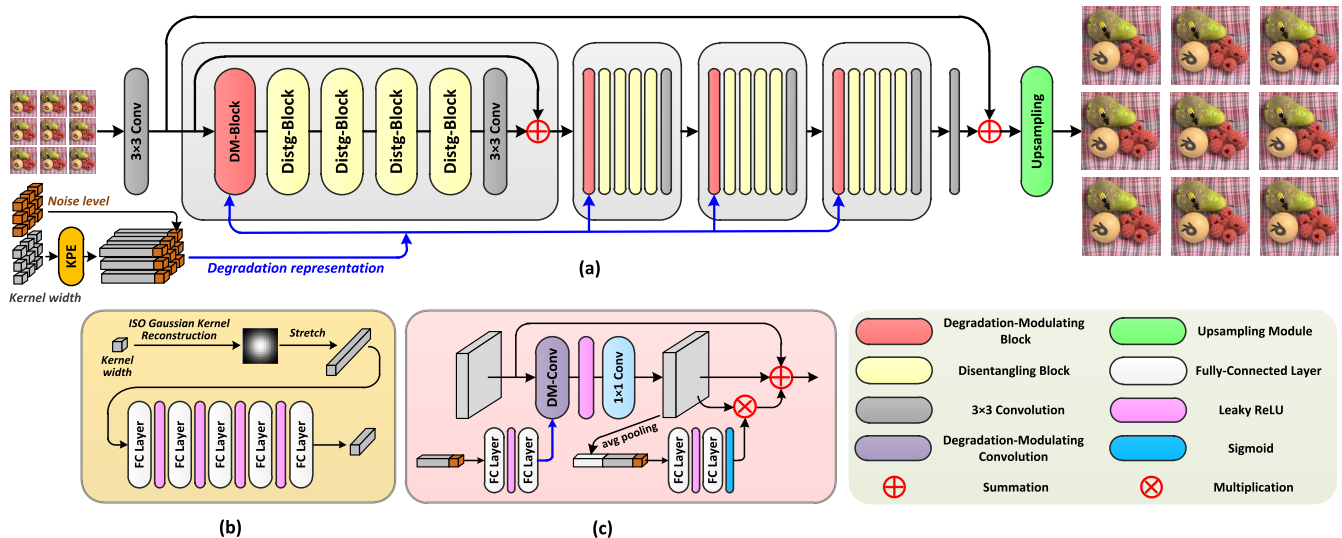 3×3 Conv
DM-Block
Distg-Block
Distg-Block
Distg-Block
Distg-Block
3×3 Conv
Upsampling
Noise level
KPE
Kernel width
Degradation representation
(a)
ISO Gaussian Kernel
Reconstruction
Stretch
Kernel
width
FC Layer
FC Layer
FC Layer
FC Layer
FC Layer
(b)
DM-Conv
1×1 Conv
avg pooling
FC Layer
FC Layer
FC Layer
FC Layer
(c)
Degradation-Modulating
Block
Upsampling Module
Disentangling Block
Fully-Connected Layer
3×3 Convolution
Leaky ReLU
Degradation-Modulating
Convolution
Sigmoid
Summation
Multiplication